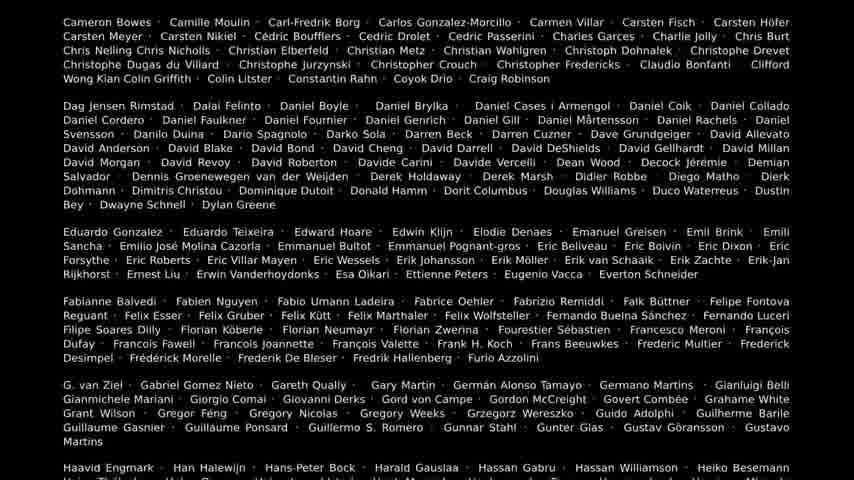 Cameron Bowes · Camille Moulin · Carl-Fredrik Borg · Carlos Gonzalez-Morcillo · Carmen Villar · Carsten Fisch · Carsten Höfer
Carsten Meyer · Carsten Nikiel · Cédric Boufflers · Cedric Drolet · Cedric Passerini · Charles Garces · Charlie Jolly · Chris Burt
Chris Nelling Chris Nicholls · Christian Elberfeld · Christian Metz · Christian Wahlgren · Christoph Dohnalek · Christophe Drevet
Christophe Dugas du Villard · Christophe Jurzynski · Christopher Crouch · Christopher Fredericks · Claudio Bonfanti · Clifford
Wong Kian Colin Griffith · Colin Litster · Constantin Rahn · Coyok Drio · Craig Robinson
Dag Jensen Rimstad · Dalai Felinto · Daniel Boyle · Daniel Brylka · Daniel Cases i Armengol · Daniel Coik · Daniel Collado
Daniel Cordero · Daniel Faulkner · Daniel Fournier · Daniel Genrich · Daniel Gill · Daniel Mårtensson · Daniel Rachels · Daniel
Svensson · Danilo Duina · Dario Spagnolo · Darko Sola · Darren Beck · Darren Cuzner · Dave Grundgeiger · David Allevato
David Anderson · David Blake · David Bond · David Cheng · David Darrell · David DeShields · David Gellhardt · David Millan
David Morgan · David Revoy · David Roberton · Davide Carini · Davide Vercelli · Dean Wood · Decock Jérémie · Demian
Salvador · Dennis Groenewegen van der Weijden · Derek Holdaway · Derek Marsh · Didier Robbe · Diego Matho · Dierk
Dohmann · Dimitris Christou · Dominique Dutoit · Donald Hamm · Dorit Columbus · Douglas Williams · Duco Waterreus · Dustin
Bey · Dwayne Schnell · Dylan Greene
Eduardo Gonzalez · Eduardo Teixeira · Edward Hoare · Edwin Klijn · Elodie Denaes · Emanuel Greisen · Emil Brink · Emili
Sancha · Emilio José Molina Cazorla · Emmanuel Bultot · Emmanuel Pognant-gros · Eric Beliveau · Eric Boivin · Eric Dixon · Eric
Forsythe · Eric Roberts · Eric Villar Mayen · Eric Wessels · Erik Johansson · Erik Möller · Erik van Schaaik · Erik Zachte · Erik-Jan
Rijkhorst · Ernest Liu · Erwin Vanderhoydonks · Esa Oikari · Ettienne Peters · Eugenio Vacca · Everton Schneider
Fabianne Balvedi · Fabien Nguyen · Fabio Umann Ladeira · Fabrice Oehler · Fabrizio Remiddi · Falk Büttner · Felipe Fontova
Reguant · Felix Esser · Felix Gruber · Felix Kütt · Felix Marthaler · Felix Wolfsteller · Fernando Buelna Sánchez · Fernando Luceri
Filipe Soares Dilly · Florian Köberle · Florian Neumayr · Florian Zwerina · Fourestier Sébastien · Francesco Meroni · François
Dufay · Francois Fawell · Francois Joannette · François Valette · Frank H. Koch · Frans Beeuwkes · Frederic Multier · Frederick
Desimpel · Frédérick Morelle · Frederik De Bleser · Fredrik Hallenberg · Furio Azzolini
G. van Ziel · Gabriel Gomez Nieto · Gareth Qually · Gary Martin · Germán Alonso Tamayo · Germano Martins · Gianluigi Belli
Gianmichele Mariani · Giorgio Comai · Giovanni Derks · Gord von Campe · Gordon McCreight · Govert Combée · Grahame White
Grant Wilson · Gregor Féng · Gregory Nicolas · Gregory Weeks · Grzegorz Wereszko · Guido Adolphi · Guilherme Barile
Guillaume Gasnier · Guillaume Ponsard · Guillermo S. Romero · Gunnar Stahl · Gunter Glas · Gustav Göransson · Gustavo
Martins
Haavid Engmark · Han Halewijn · Hans-Peter Bock · Harald Gauslaa · Hassan Gabru · Hassan Williamson · Heiko Besemann